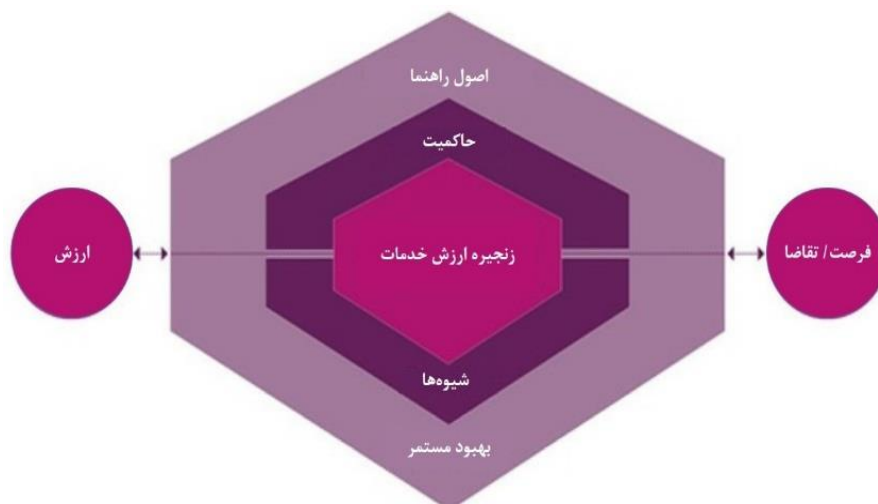 اصول راهنما
حاکمیت
فرصت/ تقاضا
زنجیره ارزش خدمات
ارزش
شیوه‌ها
بهبود مستمر